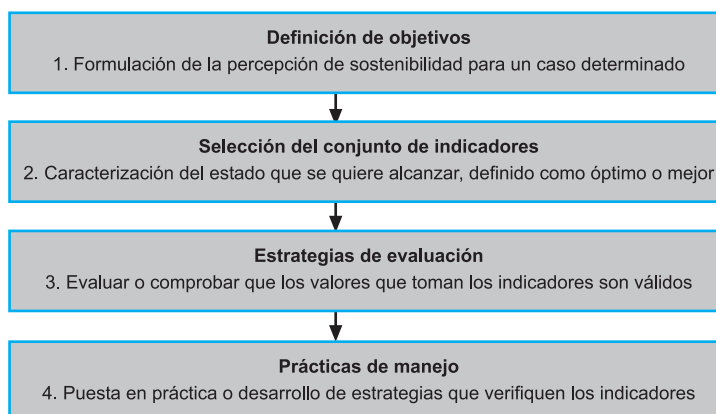 Definición de objetivos
1. Formulación de la percepción de sostenibilidad para un caso determinado
Selección del conjunto de indicadores
2. Caracterización del estado que se quiere alcanzar, definido como óptimo o mejor
Estrategias de evaluación
3. Evaluar o comprobar que los valores que toman los indicadores son válidos
Prácticas de manejo
4. Puesta en práctica o desarrollo de estrategias que verifiquen los indicadores